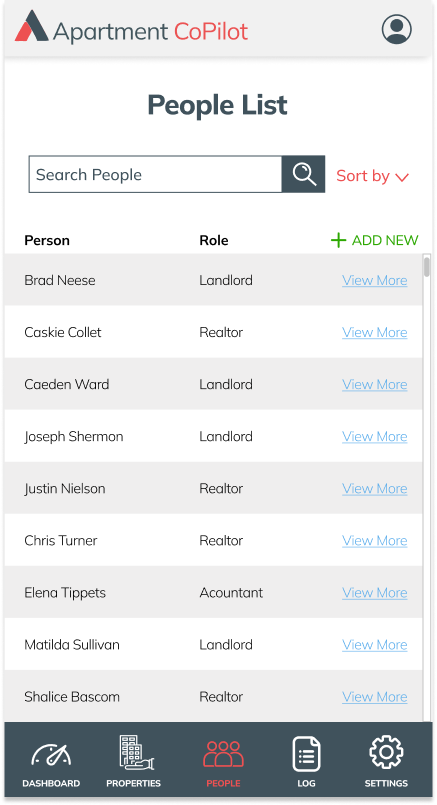 Apartment CoPilot
People List
Search People
Sort by
Person Role ADD NEW
Brad Neese Landlord View More
Caskie Collet Realtor View More
Caeden Ward Landlord View More
Joseph Shermon Landlord View More
Justin Nielson Realtor View More
Chris Turner Realtor View More
Elena Tippets Acountant View More
Matilda Sullivan Landlord View More
Shalice Bascom Realtor View More
DASHBOARD PROPERTIES PEOPLE LOG SETTINGS